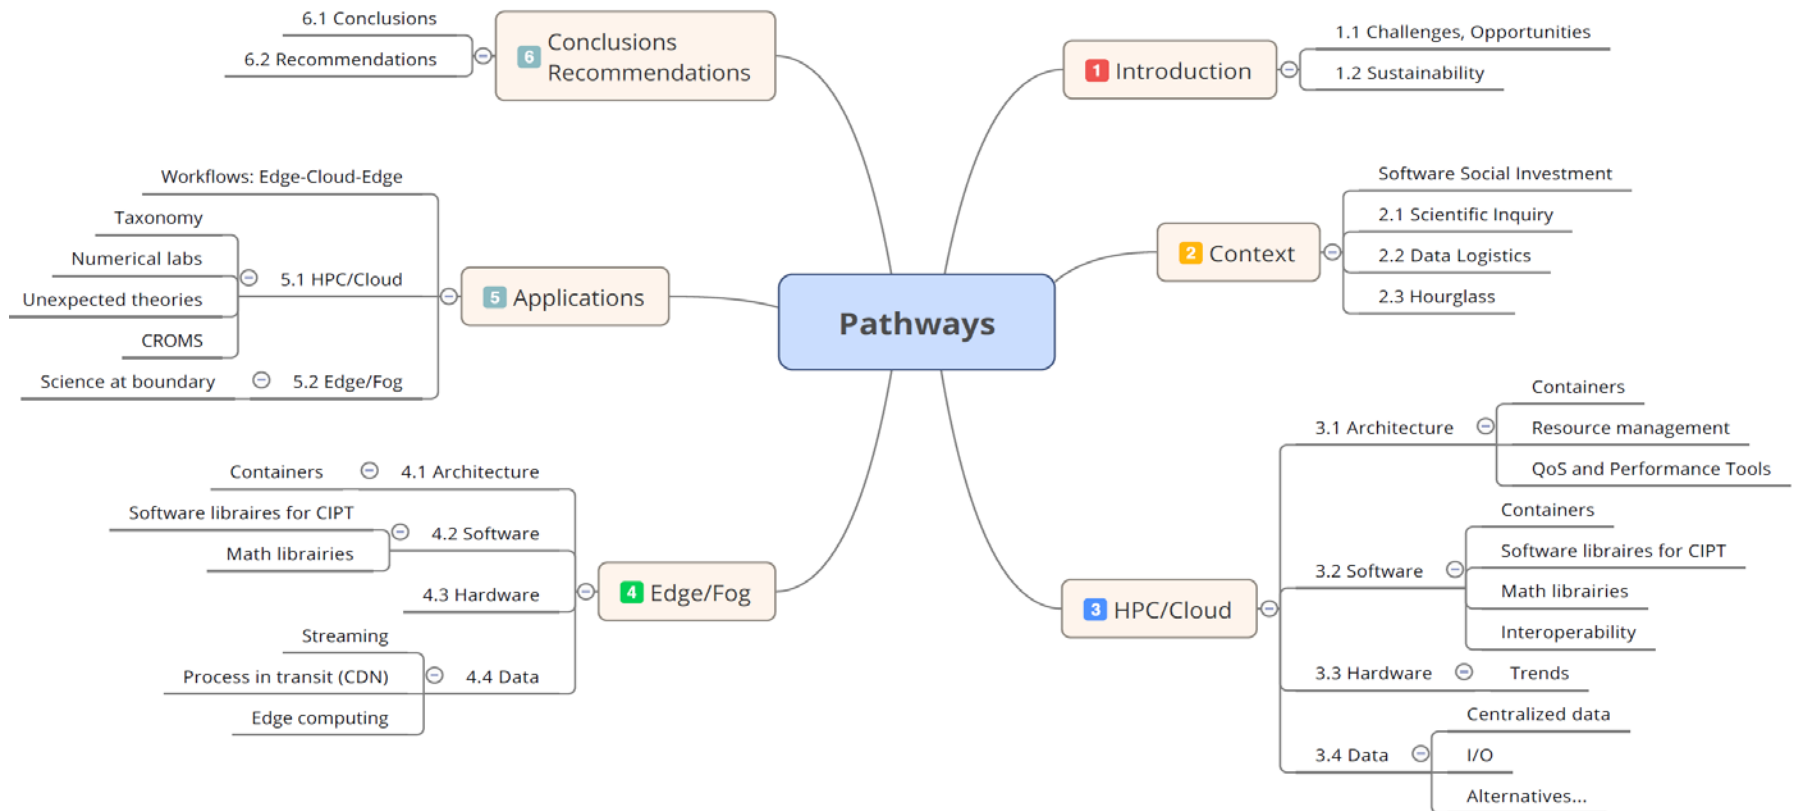 Pathways
1 Introduction
1.1 Challenges, Opportunities
1.2 Sustainability
2 Context
Software Social Investment
2.1 Scientific Inquiry
2.2 Data Logistics
2.3 Hourglass
3 HPC/Cloud
3.1 Architecture
Containers
Resource management
QoS and Performance Tools
3.2 Software
Containers
Software libraires for CIPT
Math librairies
Interoperability
3.3 Hardware
Trends
3.4 Data
Centralized data
I/O
Alternatives...
4 Edge/Fog
4.1 Architecture
Containers
4.2 Software
Software libraires for CIPT
Math librairies
4.3 Hardware
4.4 Data
Streaming
Process in transit (CDN)
Edge computing
5 Applications
Workflows: Edge-Cloud-Edge
5.1 HPC/Cloud
Taxonomy
Numerical labs
Unexpected theories
CROMS
5.2 Edge/Fog
Science at boundary
6 Conclusions
Recommendations
6.1 Conclusions
6.2 Recommendations